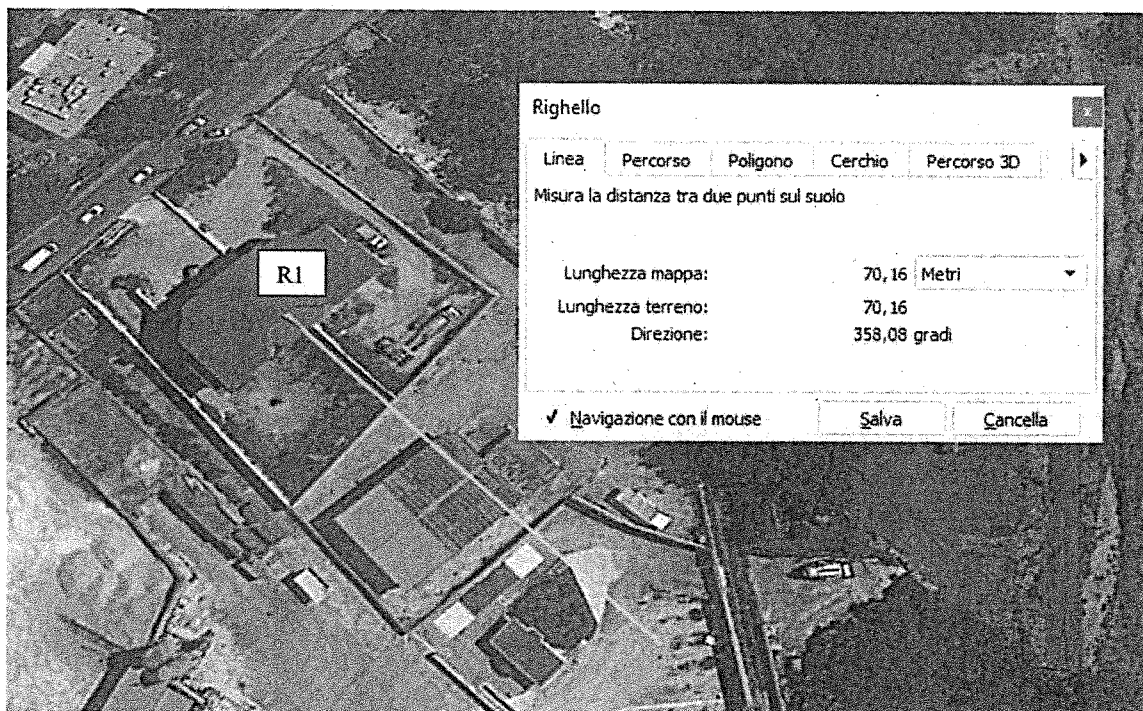 R1
Righello
x
Linea Percorso Poligono Cerchio Percorso 3D
Misura la distanza tra due punti sul suolo
Lunghezza mappa: 70,16 Metri
Lunghezza terreno: 70,16
Direzione: 358,08 gradi
Navigazione con il mouse Salva Cancella